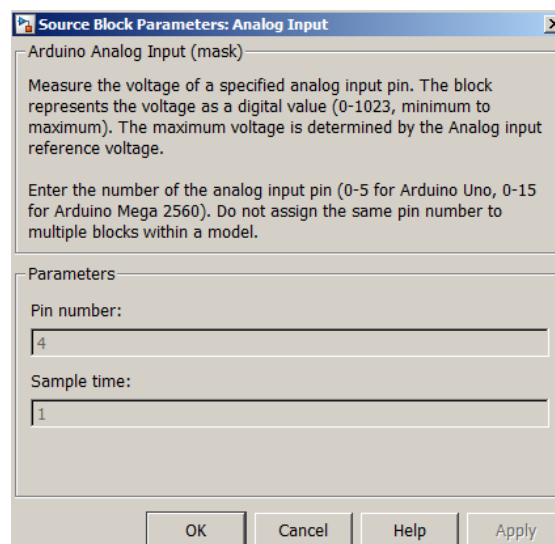 Source Block Parameters: Analog Input
Arduino Analog Input (mask)
Measure the voltage of a specified analog input pin. The block
represents the voltage as a digital value (0-1023, minimum to
maximum). The maximum voltage is determined by the Analog input
reference voltage.
Enter the number of the analog input pin (0-5 for Arduino Uno, 0-15
for Arduino Mega 2560). Do not assign the same pin number to
multiple blocks within a model.
Parameters
Pin number:
4
Sample time:
1
OK Cancel Help Apply